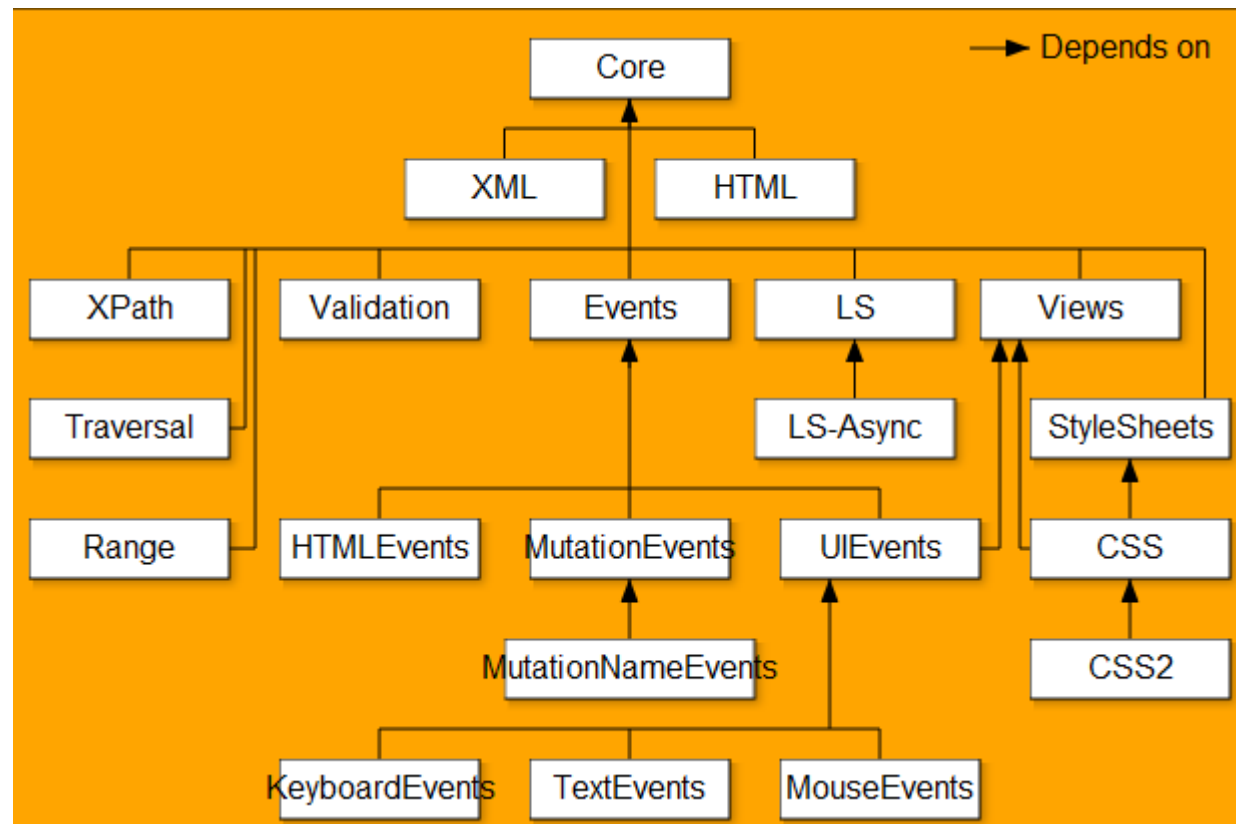 Core
Depends on
XML
HTML
XPath
Validation
Events
LS
Views
Traversal
LS-Async
StyleSheets
Range
HTMLEvents
MutationEvents
UIEvents
CSS
MutationNameEvents
CSS2
KeyboardEvents
TextEvents
MouseEvents